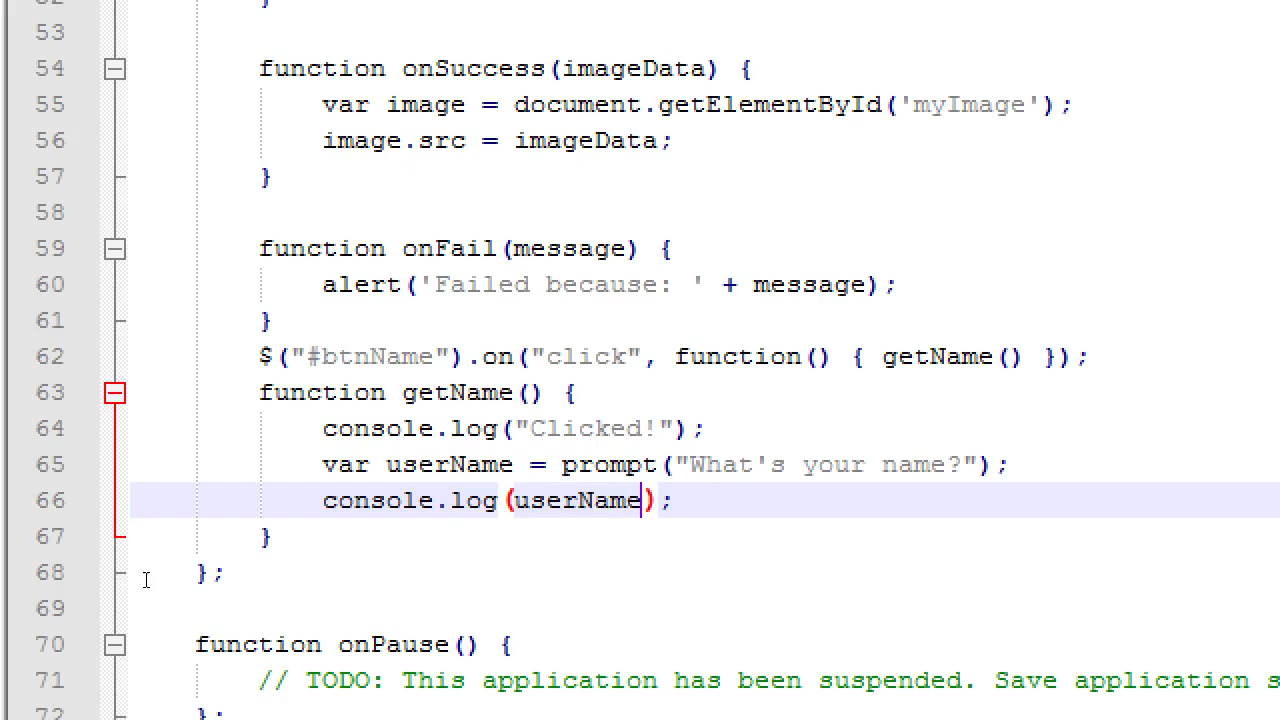 53
54 function onSuccess(imageData) {
55 var image = document.getElementById('myImage');
56 image.src = imageData;
57 }
58
59 function onFail(message) {
60 alert('Failed because: ' + message);
61 }
62 $("#btnName").on("click", function() { getName() });
63 function getName() {
64 console.log("Clicked!");
65 var userName = prompt("What's your name?");
66 console.log(userName);
67 }
68 };
69
70 function onPause() {
71 // TODO: This application has been suspended. Save application s
72 };